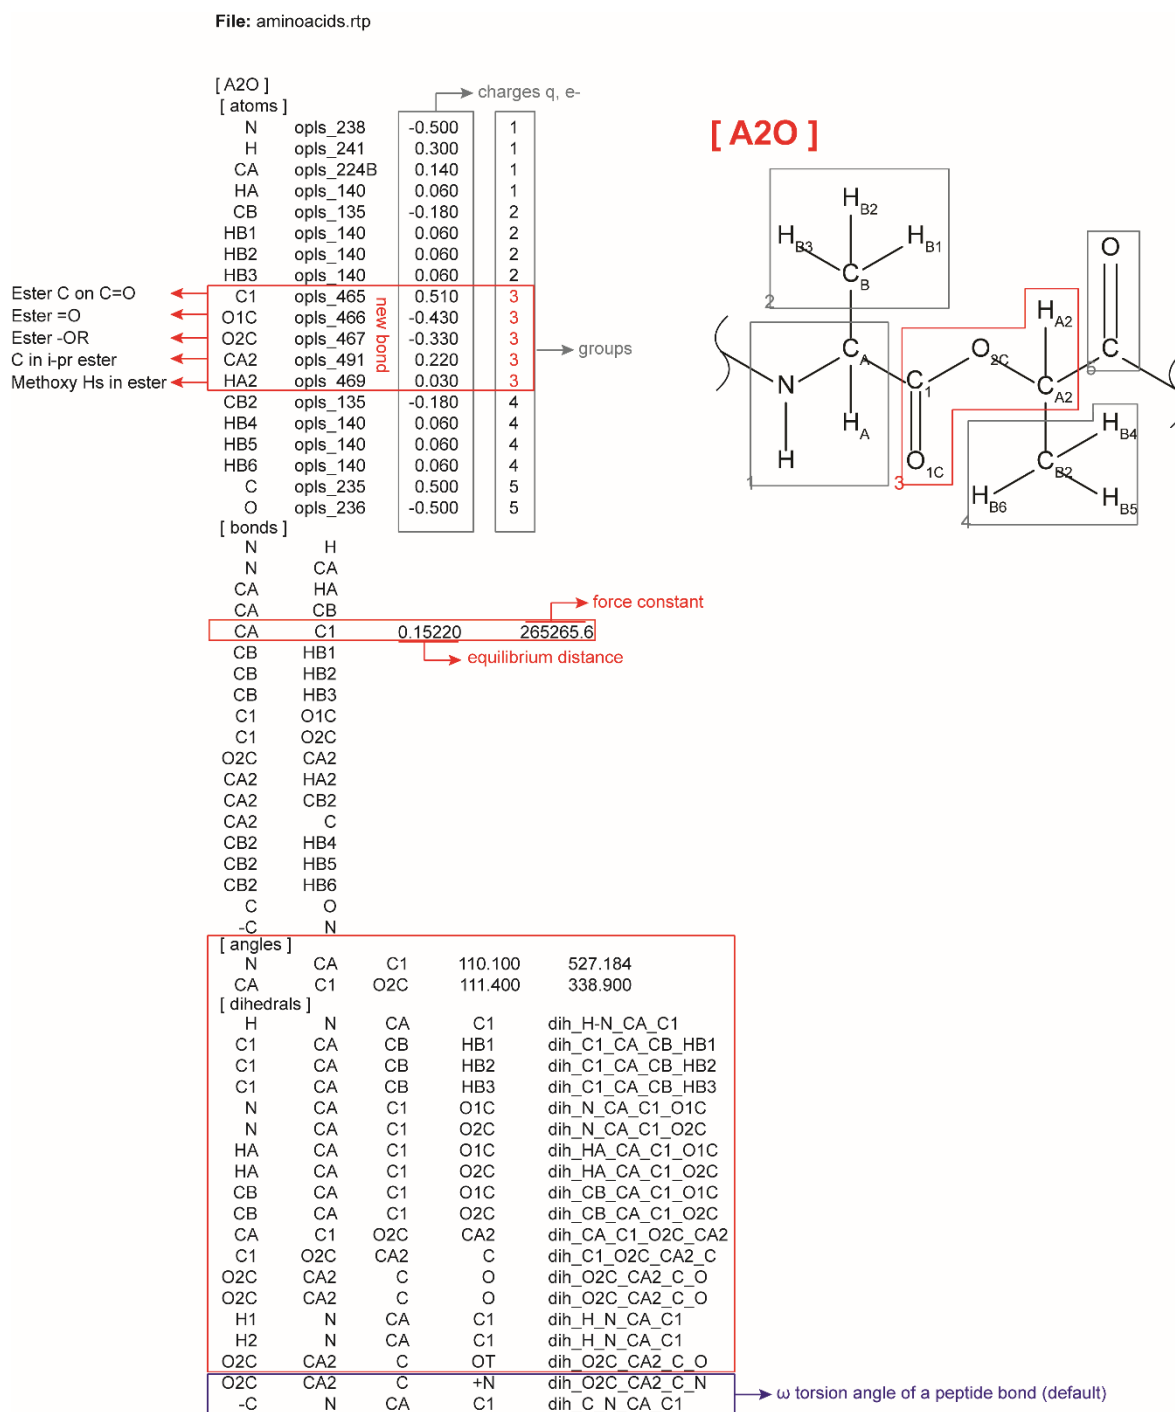 File: aminoacids.rtp
[ A2O ]
[ atoms ]
charges q, e-
N opls_238 -0.500 1
H opls_241 0.300 1
CA opls_224B 0.140 1
HA opls_140 0.060 1
CB opls_135 -0.180 2
HB1 opls_140 0.060 2
HB2 opls_140 0.060 2
HB3 opls_140 0.060 2
Ester C on C=O C1 opls_465 0.510 3
Ester =O O1C opls_466 -0.430 3
Ester -OR O2C opls_467 -0.330 3
C in i-pr ester CA2 opls_491 0.220 3
Methoxy Hs in ester HA2 opls_469 0.030 3
new bond
groups
CB2 opls_135 -0.180 4
HB4 opls_140 0.060 4
HB5 opls_140 0.060 4
HB6 opls_140 0.060 4
C opls_235 0.500 5
O opls_236 -0.500 5
[ bonds ]
N H
N CA
CA HA
CA CB
force constant
CA C1 0.15220 265265.6
equilibrium distance
CB HB1
CB HB2
CB HB3
C1 O1C
C1 O2C
O2C CA2
CA2 HA2
CA2 CB2
CA2 C
CB2 HB4
CB2 HB5
CB2 HB6
C O
-C N
[ angles ]
N CA C1 110.100 527.184
CA C1 O2C 111.400 338.900
[ dihedrals ]
H N CA C1 dih_H-N_CA_C1
C1 CA CB HB1 dih_C1_CA_CB_HB1
C1 CA CB HB2 dih_C1_CA_CB_HB2
C1 CA CB HB3 dih_C1_CA_CB_HB3
N CA C1 O1C dih_N_CA_C1_O1C
N CA C1 O2C dih_N_CA_C1_O2C
HA CA C1 O1C dih_HA_CA_C1_O1C
HA CA C1 O2C dih_HA_CA_C1_O2C
CB CA C1 O1C dih_CB_CA_C1_O1C
CB CA C1 O2C dih_CB_CA_C1_O2C
CA C1 O2C CA2 dih_CA_C1_O2C_CA2
C1 O2C CA2 C dih_C1_O2C_CA2_C
O2C CA2 C O dih_O2C_CA2_C_O
O2C CA2 C O dih_O2C_CA2_C_O
H1 N CA C1 dih_H_N_CA_C1
H2 N CA C1 dih_H_N_CA_C1
O2C CA2 C OT dih_O2C_CA2_C_O
O2C CA2 C +N dih_O2C_CA2_C_N
-C N CA C1 dih_C_N_CA_C1
ω torsion angle of a peptide bond (default)
[ A2O ]
HB2
HB3 HB1
O
CB
2
HA2
N CA C1 O2C CA2 C
5
HA
HB4
H O1C CB2
1 3
HB6 HB5
4